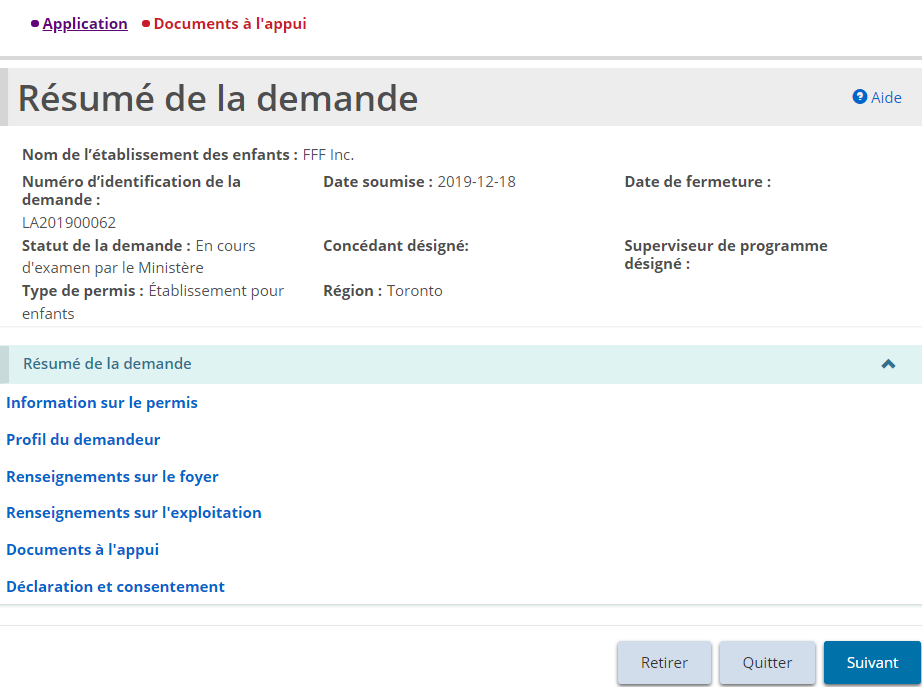 Application Documents à l'appui
Résumé de la demande
Aide
Nom de l’établissement des enfants : FFF Inc.
Numéro d’identification de la demande :
LA201900062
Date soumise : 2019-12-18
Date de fermeture :
Statut de la demande : En cours
d'examen par le Ministère
Concédant désigné:
Superviseur de programme
désigné :
Type de permis : Établissement pour
enfants
Région : Toronto
Résumé de la demande
Information sur le permis
Profil du demandeur
Renseignements sur le foyer
Renseignements sur l'exploitation
Documents à l'appui
Déclaration et consentement
Retirer Quitter Suivant